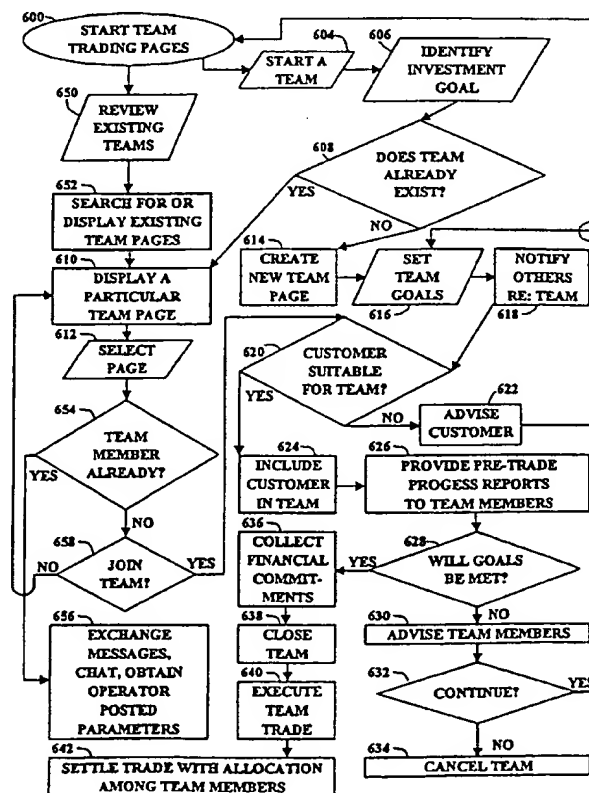 600
START TEAM
TRADING PAGES
604
START A
TEAM
606
IDENTIFY
INVESTMENT
GOAL
650
REVIEW
EXISTING
TEAMS
608
DOES TEAM
ALREADY
EXIST?
YES
NO
652
SEARCH FOR OR
DISPLAY EXISTING
TEAM PAGES
610
DISPLAY A
PARTICULAR
TEAM PAGE
614
CREATE
NEW TEAM
PAGE
SET
TEAM
GOALS
616
NOTIFY
OTHERS
RE: TEAM
618
612
SELECT
PAGE
620
CUSTOMER
SUITABLE
FOR TEAM?
YES
NO
622
ADVISE
CUSTOMER
654
TEAM
MEMBER
ALREADY?
YES
NO
624
INCLUDE
CUSTOMER
IN TEAM
626
PROVIDE PRE-TRADE
PROGESS REPORTS
TO TEAM MEMBERS
658
JOIN
TEAM?
NO
YES
636
COLLECT
FINANCIAL
COMMIT-
MENTS
628
WILL GOALS
BE MET?
YES
NO
656
EXCHANGE
MESSAGES,
CHAT, OBTAIN
OPERATOR
POSTED
PARAMETERS
638
CLOSE
TEAM
630
ADVISE TEAM MEMBERS
640
EXECUTE
TEAM
TRADE
632
CONTINUE?
YES
NO
642
SETTLE TRADE WITH ALLOCATION
AMONG TEAM MEMBERS
634
CANCEL TEAM